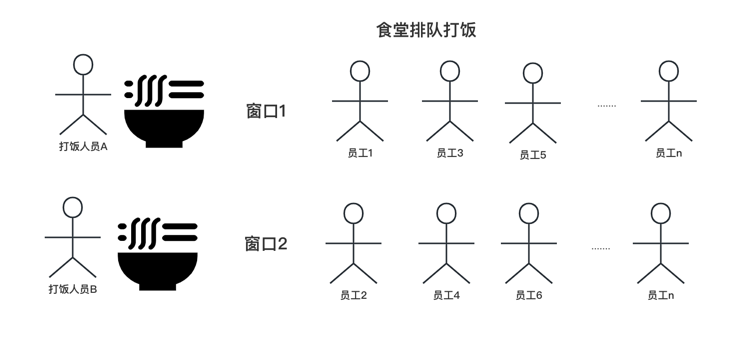 食堂排队打饭
打饭人员A
窗口1
员工1
员工3
员工5
........
员工n
打饭人员B
窗口2
员工2
员工4
员工6
........
员工n